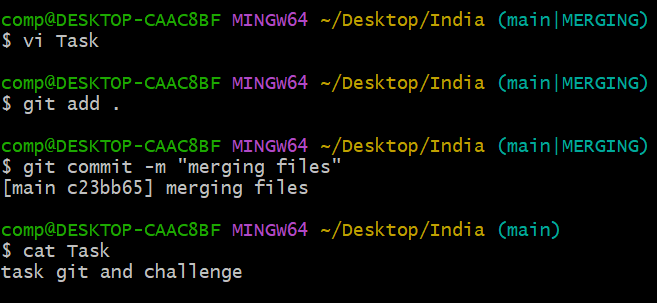 comp@DESKTOP-CAAC8BF MINGW64 ~/Desktop/India (main|MERGING)
$ vi Task
comp@DESKTOP-CAAC8BF MINGW64 ~/Desktop/India (main|MERGING)
$ git add .
comp@DESKTOP-CAAC8BF MINGW64 ~/Desktop/India (main|MERGING)
$ git commit -m "merging files"
[main c23bb65] merging files
comp@DESKTOP-CAAC8BF MINGW64 ~/Desktop/India (main)
$ cat Task
task git and challenge